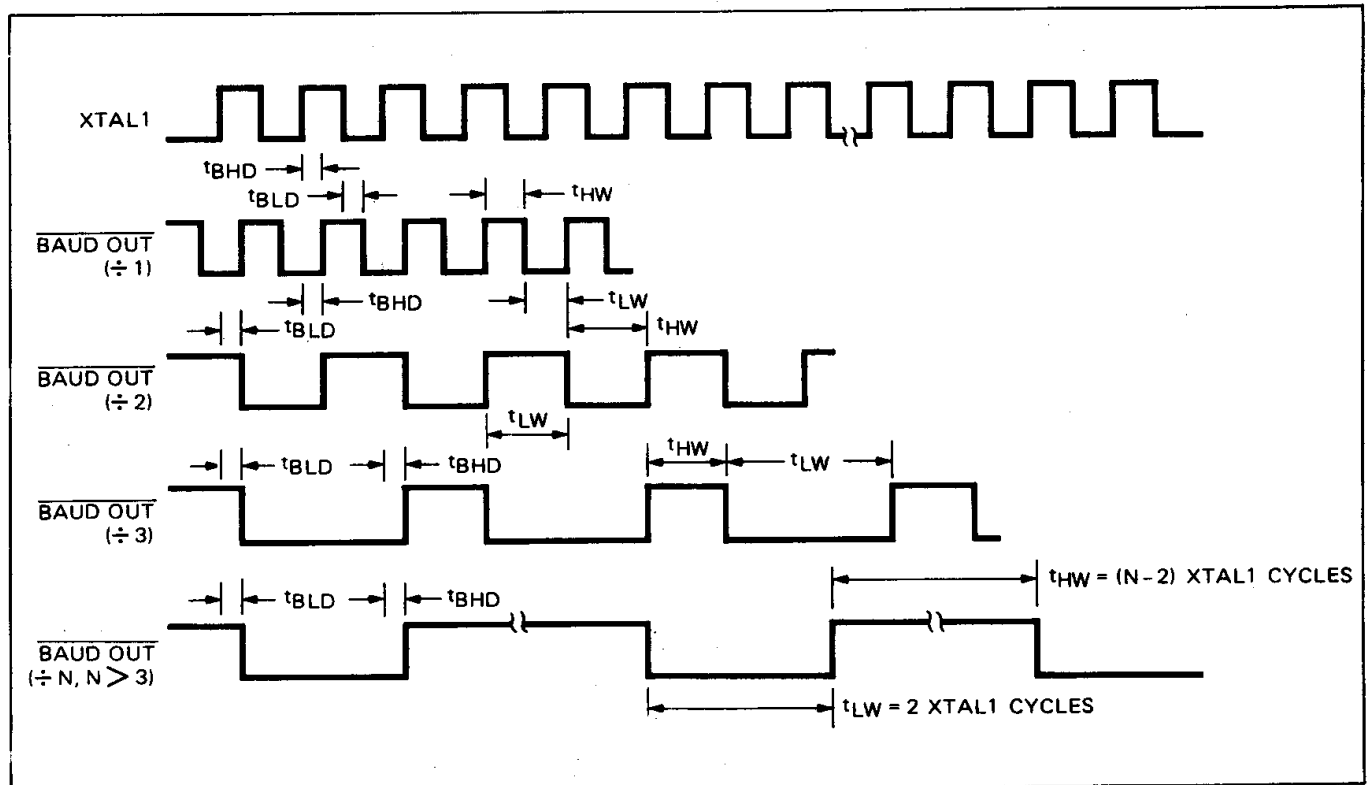 XTAL1
tBHD
tBLD
tHW
BAUD OUT
(÷ 1)
tBHD
tLW
tBLD
tHW
BAUD OUT
(÷ 2)
tLW
tHW
tBLD
tBHD
tLW
BAUD OUT
(÷ 3)
tHW = (N-2) XTAL1 CYCLES
tBLD
tBHD
BAUD OUT
(÷ N, N > 3)
tLW = 2 XTAL1 CYCLES